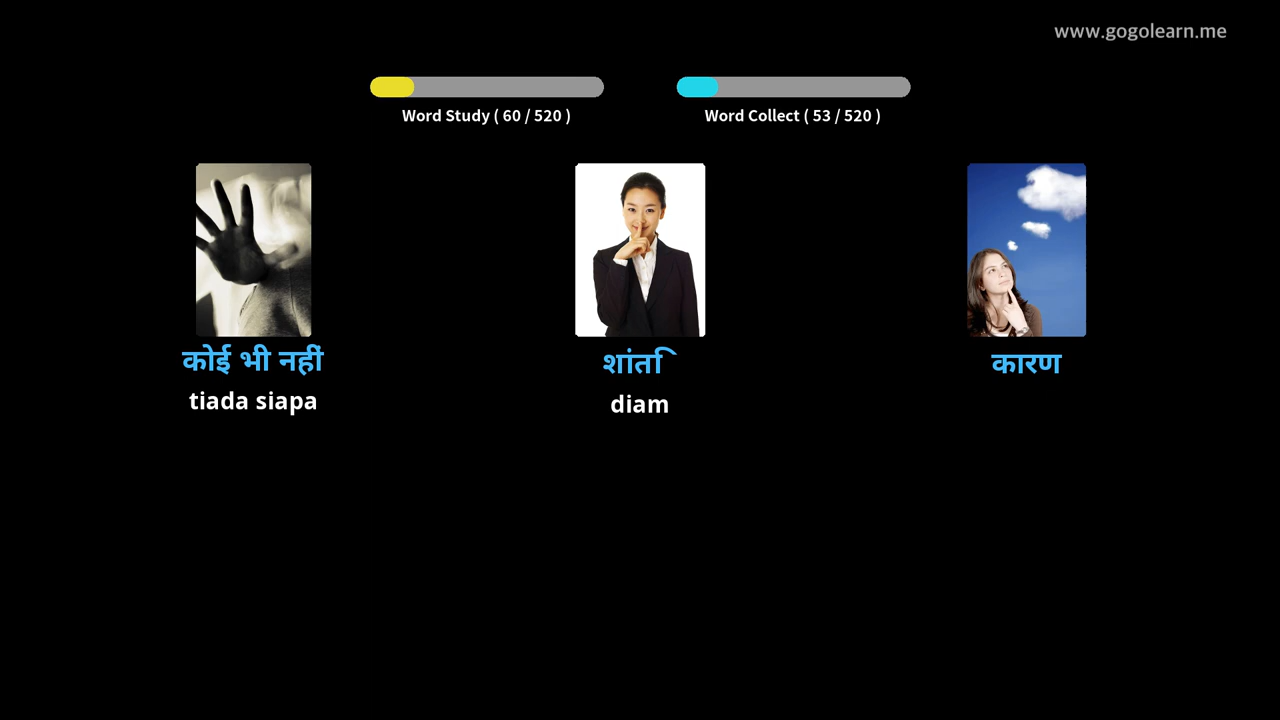 www.gogolearn.me
Word Study ( 60 / 520 )
Word Collect ( 53 / 520 )
कोई भी नहीं
tiada siapa
शांति
diam
कारण